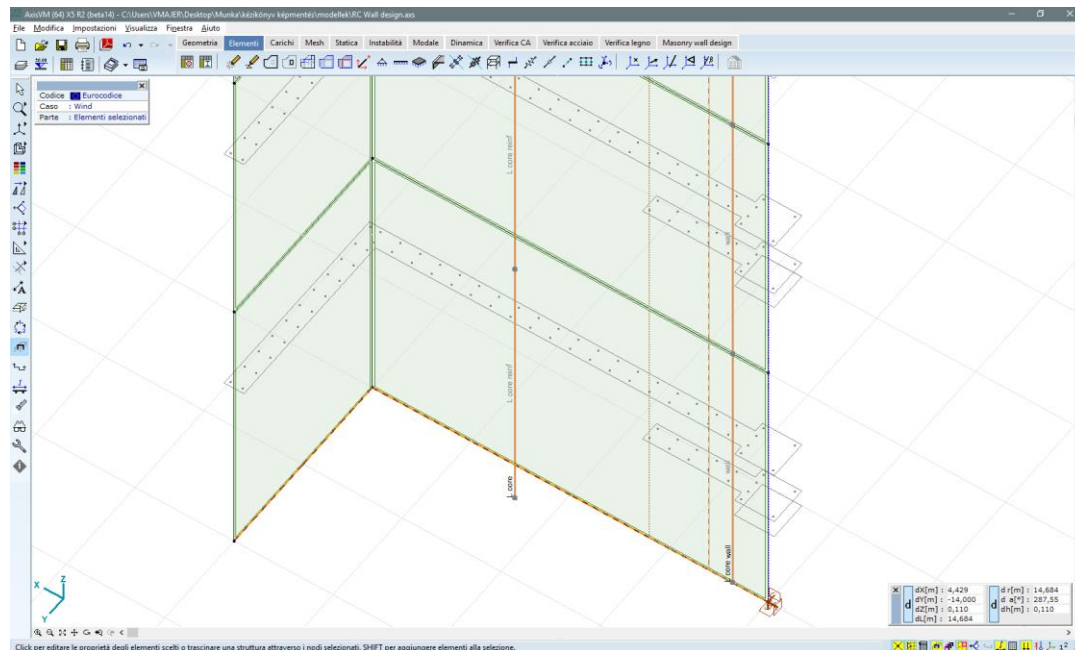 AxisVM (64) X5 R2 (beta14) - C:\Users\VMAJER\Desktop\Munka\kézikönyv képmentés\modellek\RC Wall design.axs
File Modifica Impostazioni Visualizza Finestra Aiuto
Geometria Elementi Carichi Mesh Statica Instabilità Modale Dinamica Verifica CA Verifica acciaio Verifica legno Masonry wall design
Codice Eurocodice
Caso : Wind
Parte : Elementi selezionati
L core reinf
L core reinf
L core
L core wall
X Z Y
dX[m] : 4,429
dY[m] : -14,000
dZ[m] : 0,110
dL[m] : 14,684
d
d r[m] : 14,684
d a[°] : 287,55
dh[m] : 0,110
d
Click per editare le proprietà degli elementi scelti o trascinare una struttura attraverso i nodi selezionati. SHIFT per aggiungere elementi alla selezione.